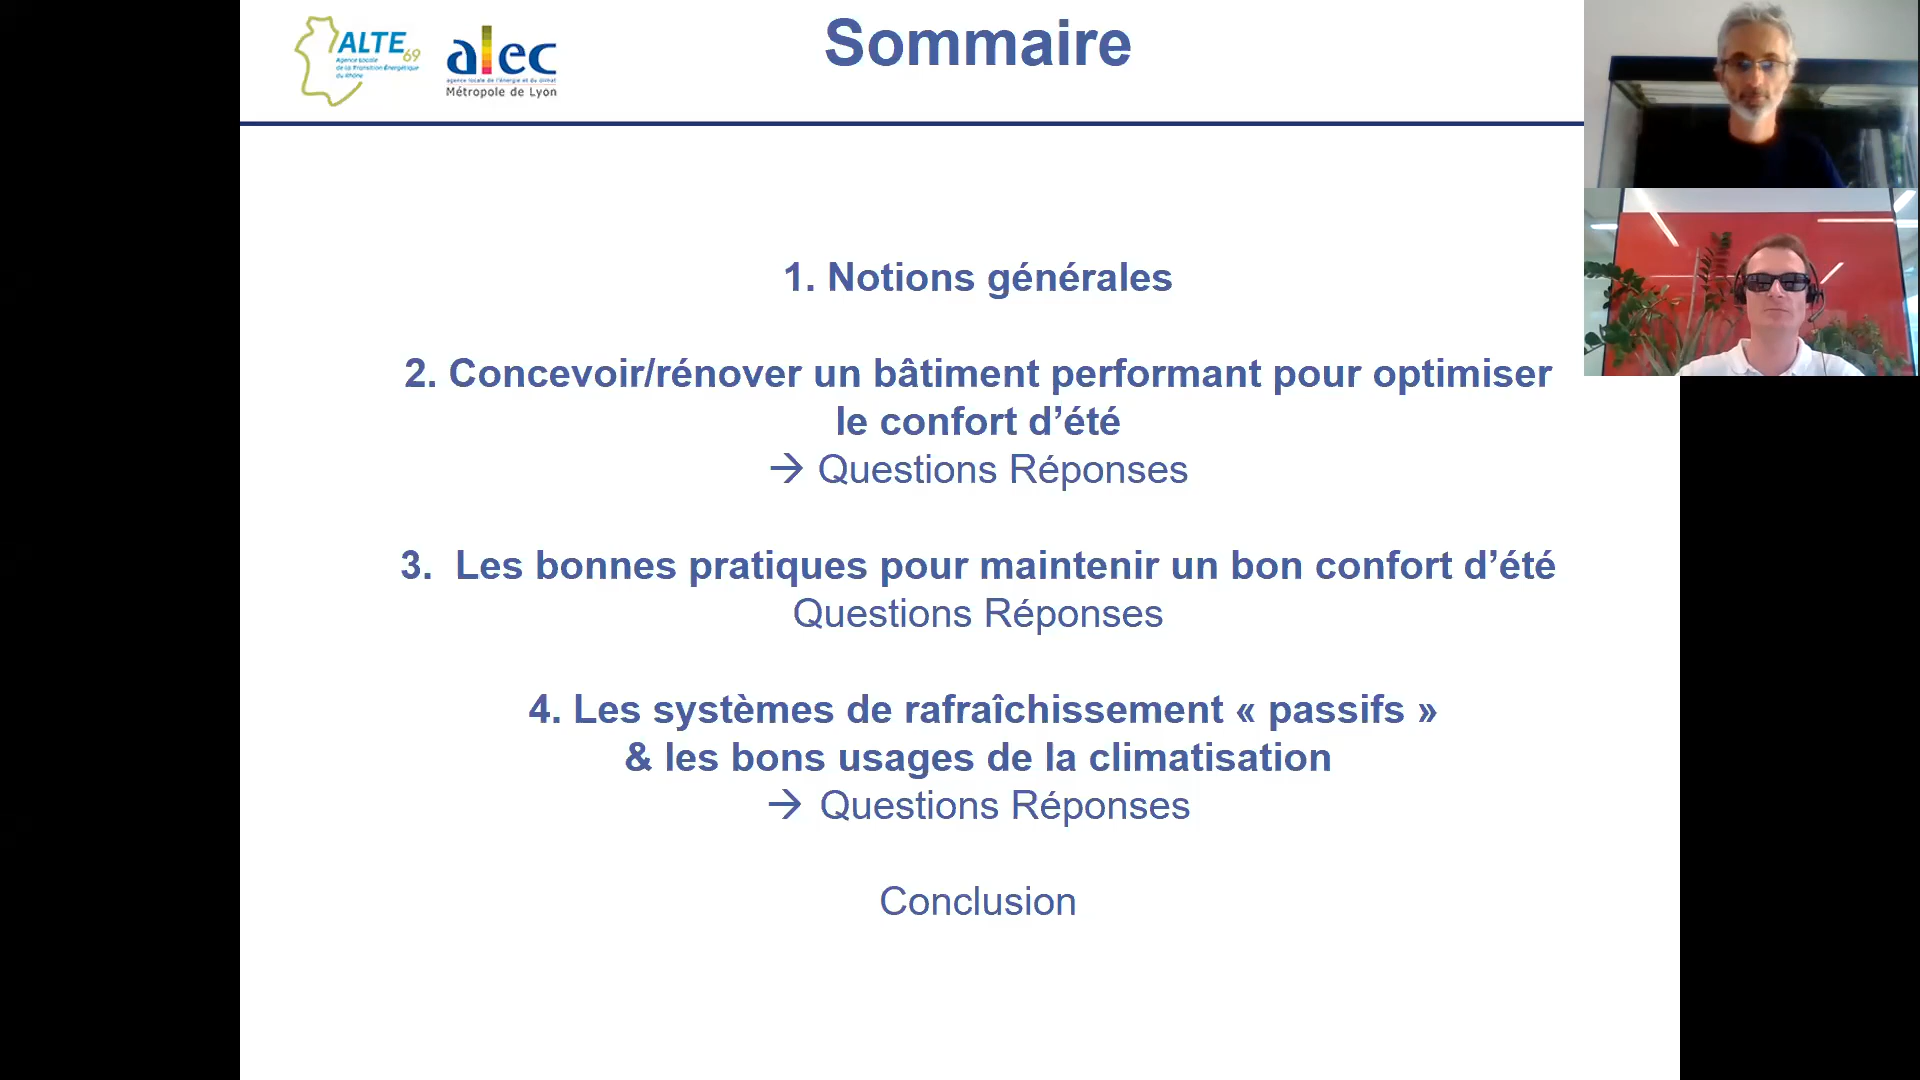 ALTE 69
Agence Locale
de la Transition Énergétique
du Rhône
alec
agence locale de l'énergie et du climat
Métropole de Lyon
Sommaire
1. Notions générales
2. Concevoir/rénover un bâtiment performant pour optimiser
le confort d’été
→ Questions Réponses
3. Les bonnes pratiques pour maintenir un bon confort d’été
Questions Réponses
4. Les systèmes de rafraîchissement « passifs »
& les bons usages de la climatisation
→ Questions Réponses
Conclusion